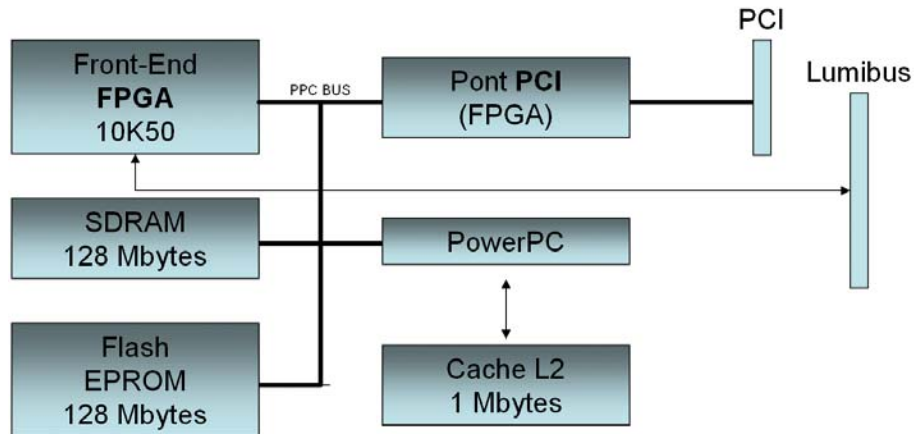 PCI
Lumibus
Front-End
FPGA
10K50
PPC BUS
Pont PCI
(FPGA)
SDRAM
128 Mbytes
PowerPC
Flash
EPROM
128 Mbytes
Cache L2
1 Mbytes